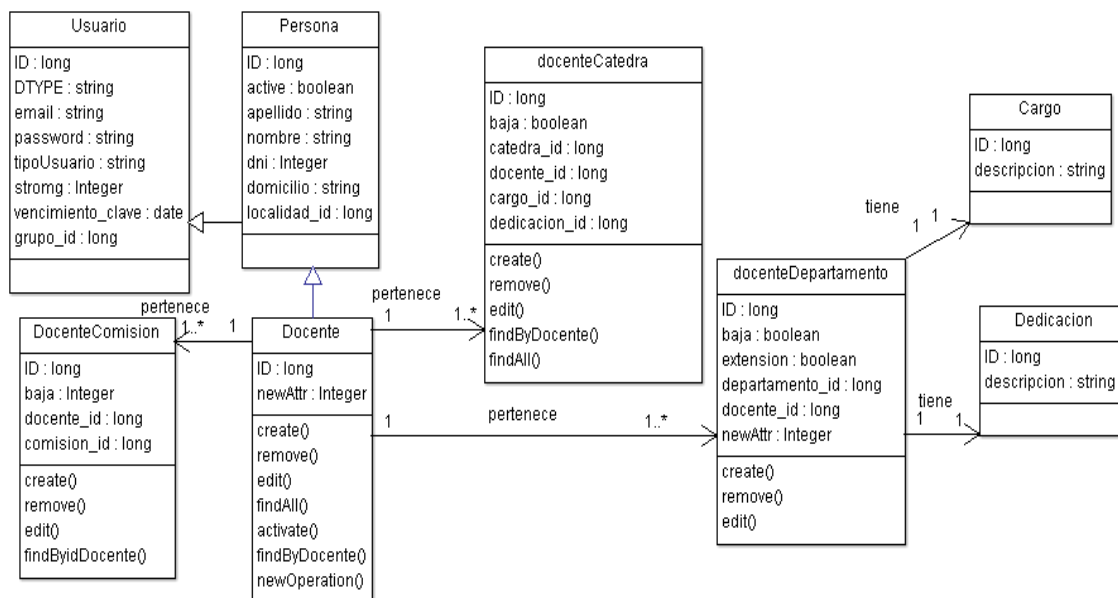 Usuario
ID : long
DTYPE : string
email : string
password : string
tipoUsuario : string
stromg : Integer
vencimiento_clave : date
grupo_id : long
Persona
ID : long
active : boolean
apellido : string
nombre : string
dni : Integer
domicilio : string
localidad_id : long
docenteCatedra
ID : long
baja : boolean
catedra_id : long
docente_id : long
cargo_id : long
dedicacion_id : long
create()
remove()
edit()
findByDocente()
findAll()
Cargo
ID : long
descripcion : string
tiene
1 1
docenteDepartamento
ID : long
baja : boolean
extension : boolean
departamento_id : long
docente_id : long
newAttr : Integer
create()
remove()
edit()
Dedicacion
ID : long
descripcion : string
tiene
1 1
pertenece
1..* 1
DocenteComision
ID : long
baja : Integer
docente_id : long
comision_id : long
create()
remove()
edit()
findByidDocente()
Docente
ID : long
newAttr : Integer
create()
remove()
edit()
findAll()
activate()
findByDocente()
newOperation()
pertenece
1 1..*
pertenece
1 1..*